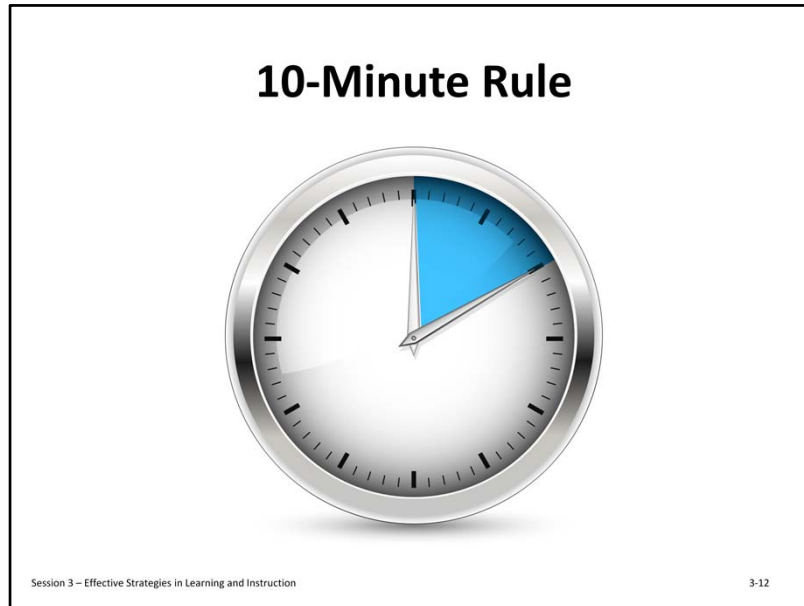 10-Minute Rule
Session 3 – Effective Strategies in Learning and Instruction
3-12